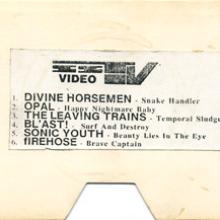 SST TV
VIDEO
1. DIVINE HORSEMEN - Snake Handler
2. OPAL - Happy Nightmare Baby
3. THE LEAVING TRAINS - Temporal Sludge
4. BL'AST! - Surf And Destroy
5. SONIC YOUTH - Beauty Lies In The Eye
6. fIREHOSE - Brave Captain